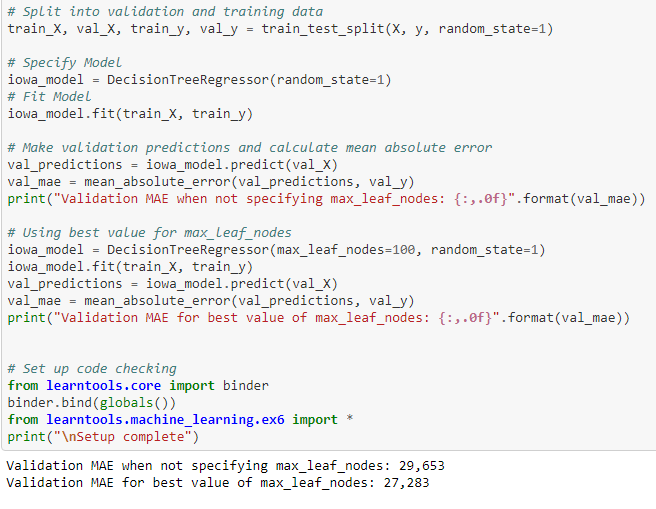 # Split into validation and training data
train_X, val_X, train_y, val_y = train_test_split(X, y, random_state=1)
# Specify Model
iowa_model = DecisionTreeRegressor(random_state=1)
# Fit Model
iowa_model.fit(train_X, train_y)
# Make validation predictions and calculate mean absolute error
val_predictions = iowa_model.predict(val_X)
val_mae = mean_absolute_error(val_predictions, val_y)
print("Validation MAE when not specifying max_leaf_nodes: {:,.0f}".format(val_mae))
# Using best value for max_leaf_nodes
iowa_model = DecisionTreeRegressor(max_leaf_nodes=100, random_state=1)
iowa_model.fit(train_X, train_y)
val_predictions = iowa_model.predict(val_X)
val_mae = mean_absolute_error(val_predictions, val_y)
print("Validation MAE for best value of max_leaf_nodes: {:,.0f}".format(val_mae))
# Set up code checking
from learntools.core import binder
binder.bind(globals())
from learntools.machine_learning.ex6 import *
print("\nSetup complete")
Validation MAE when not specifying max_leaf_nodes: 29,653
Validation MAE for best value of max_leaf_nodes: 27,283